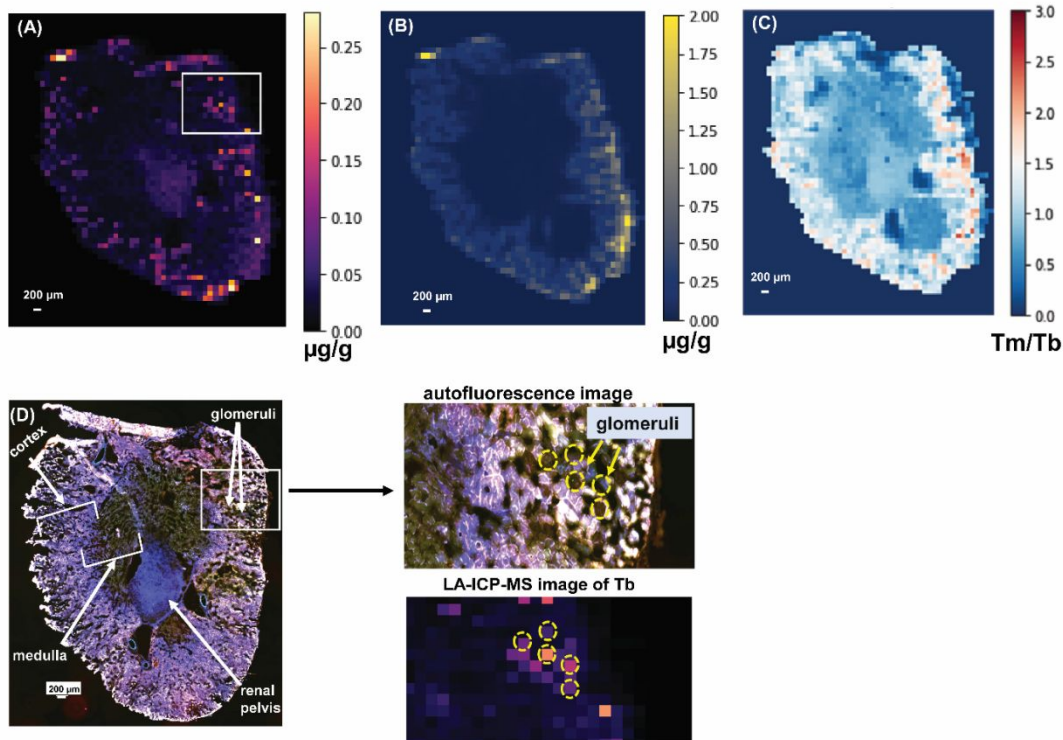 (A)
0.25
0.20
0.15
0.10
0.05
0.00
µg/g
200 µm
(B)
2.00
1.75
1.50
1.25
1.00
0.75
0.50
0.25
0.00
µg/g
200 µm
(C)
3.0
2.5
2.0
1.5
1.0
0.5
0.0
Tm/Tb
200 µm
(D)
glomeruli
cortex
medulla
200 µm
renal
pelvis
autofluorescence image
glomeruli
LA-ICP-MS image of Tb